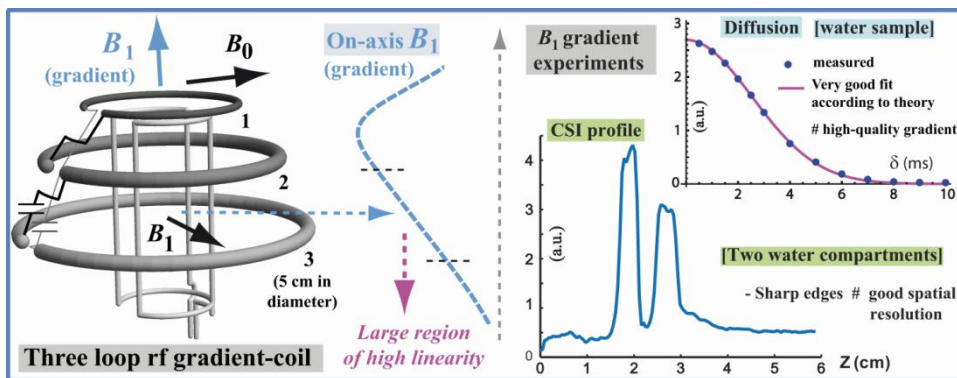 B1
(gradient)
B0
1
2
B1
3
(5 cm in
diameter)
Three loop rf gradient-coil
On-axis B1
(gradient)
Large region
of high linearity
B1 gradient
experiments
CSI profile
(a.u.)
4
3
2
1
0
0 1 2 3 4 5 6
Z (cm)
Diffusion [water sample]
measured
Very good fit
according to theory
# high-quality gradient
(a.u.)
δ (ms)
3
2
1
0
0 2 4 6 8 10
[Two water compartments]
- Sharp edges # good spatial
resolution